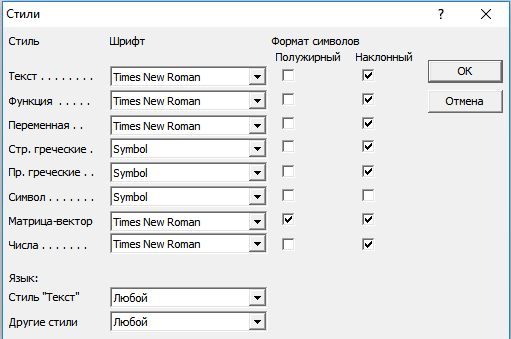 Стили ? ×
Стиль Шрифт Формат символов
Полужирный Наклонный
Текст . . . . . . . . Times New Roman OK
Функция . . . . . Times New Roman Отмена
Переменная . . Times New Roman
Стр. греческие . Symbol
Пр. греческие . . Symbol
Символ . . . . . . . Symbol
Матрица-вектор Times New Roman
Числа . . . . . . . Times New Roman
Язык:
Стиль "Текст" Любой
Другие стили Любой